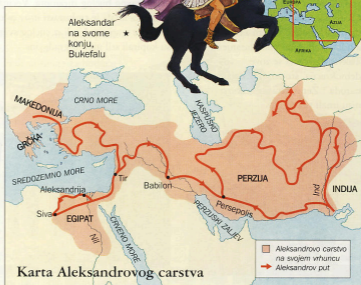 Aleksandar
na svome
konju,
Bukefalu
EUROPA
AZIJA
AFRIKA
MAKEDONIJA
CRNO MORE
KASPIJSKO
JEZERO
GRČKA
SREDOZEMNO MORE
Tir
Aleksandrija
Babilon
PERZIJA
Ind
INDIJA
Persepolis
Siva
EGIPAT
PERZIJSKI ZALJEV
CRVENO MORE
Nil
Aleksandrovo carstvo
na svojem vrhuncu
Aleksandrov put
Karta Aleksandrovog carstva